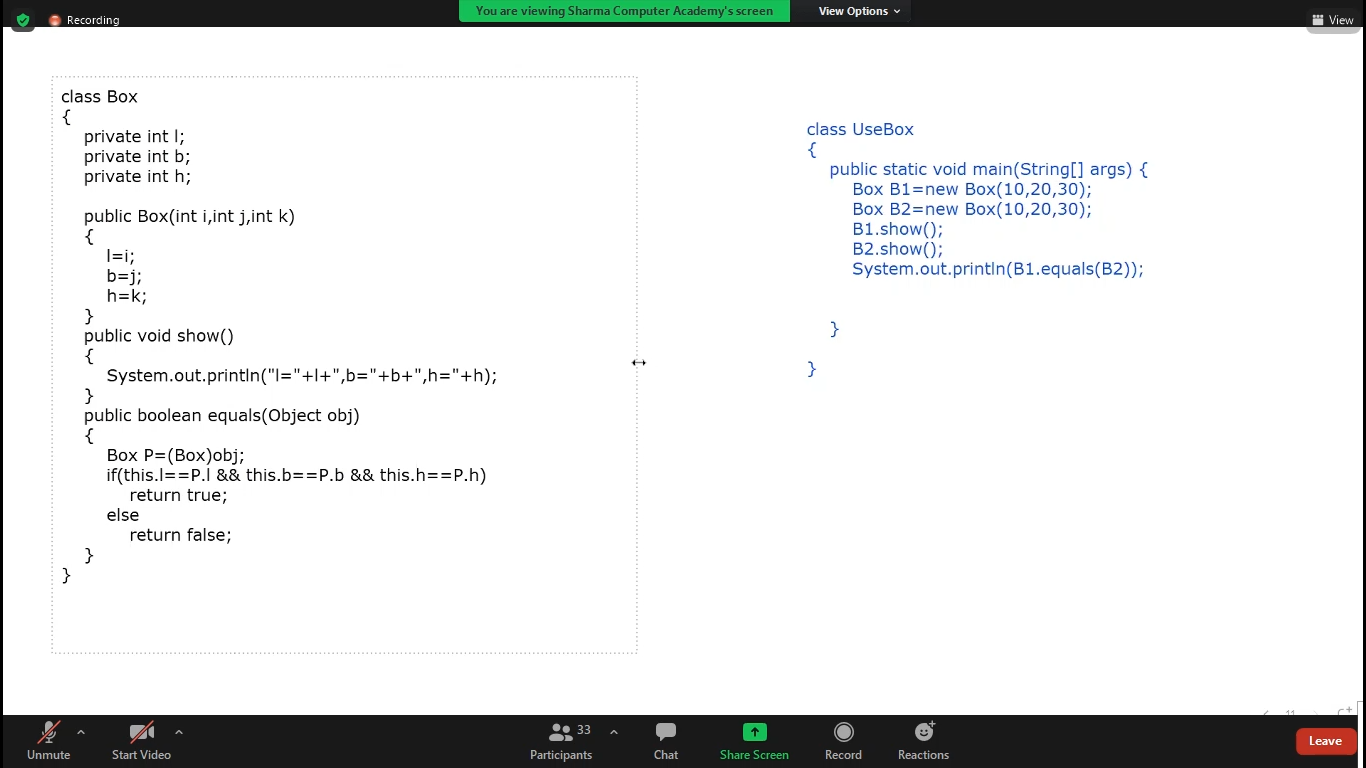 Recording
You are viewing Sharma Computer Academy's screen
View Options
View
class Box
{
private int l;
private int b;
private int h;
public Box(int i,int j,int k)
{
l=i;
b=j;
h=k;
}
public void show()
{
System.out.println("l="+l+",b="+b+",h="+h);
}
public boolean equals(Object obj)
{
Box P=(Box)obj;
if(this.l==P.l && this.b==P.b && this.h==P.h)
return true;
else
return false;
}
}
class UseBox
{
public static void main(String[] args) {
Box B1=new Box(10,20,30);
Box B2=new Box(10,20,30);
B1.show();
B2.show();
System.out.println(B1.equals(B2));
}
}
Unmute
Start Video
Participants
33
Chat
Share Screen
Record
Reactions
Leave